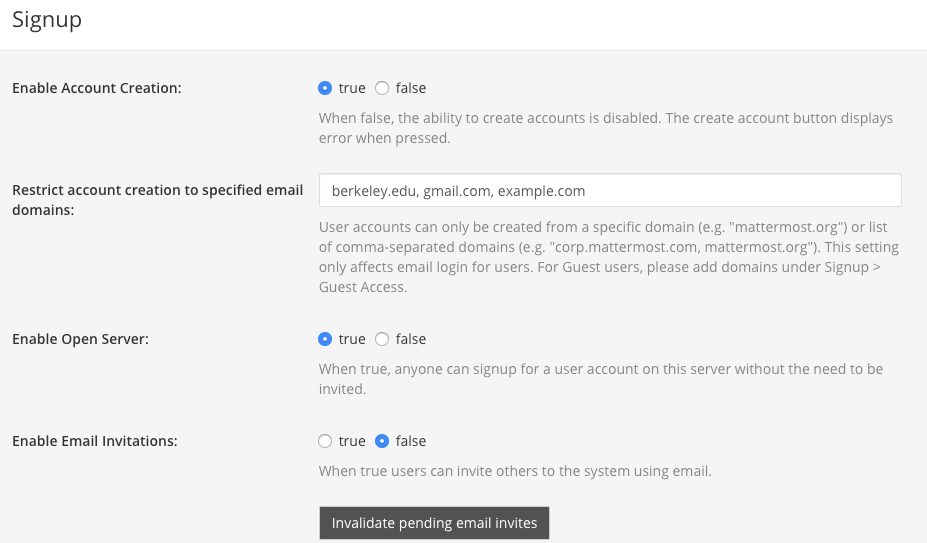 Signup
Enable Account Creation:
true false
When false, the ability to create accounts is disabled. The create account button displays
error when pressed.
Restrict account creation to specified email
domains:
berkeley.edu, gmail.com, example.com
User accounts can only be created from a specific domain (e.g. "mattermost.org") or list
of comma-separated domains (e.g. "corp.mattermost.com, mattermost.org"). This setting
only affects email login for users. For Guest users, please add domains under Signup >
Guest Access.
Enable Open Server:
true false
When true, anyone can signup for a user account on this server without the need to be
invited.
Enable Email Invitations:
true false
When true users can invite others to the system using email.
Invalidate pending email invites